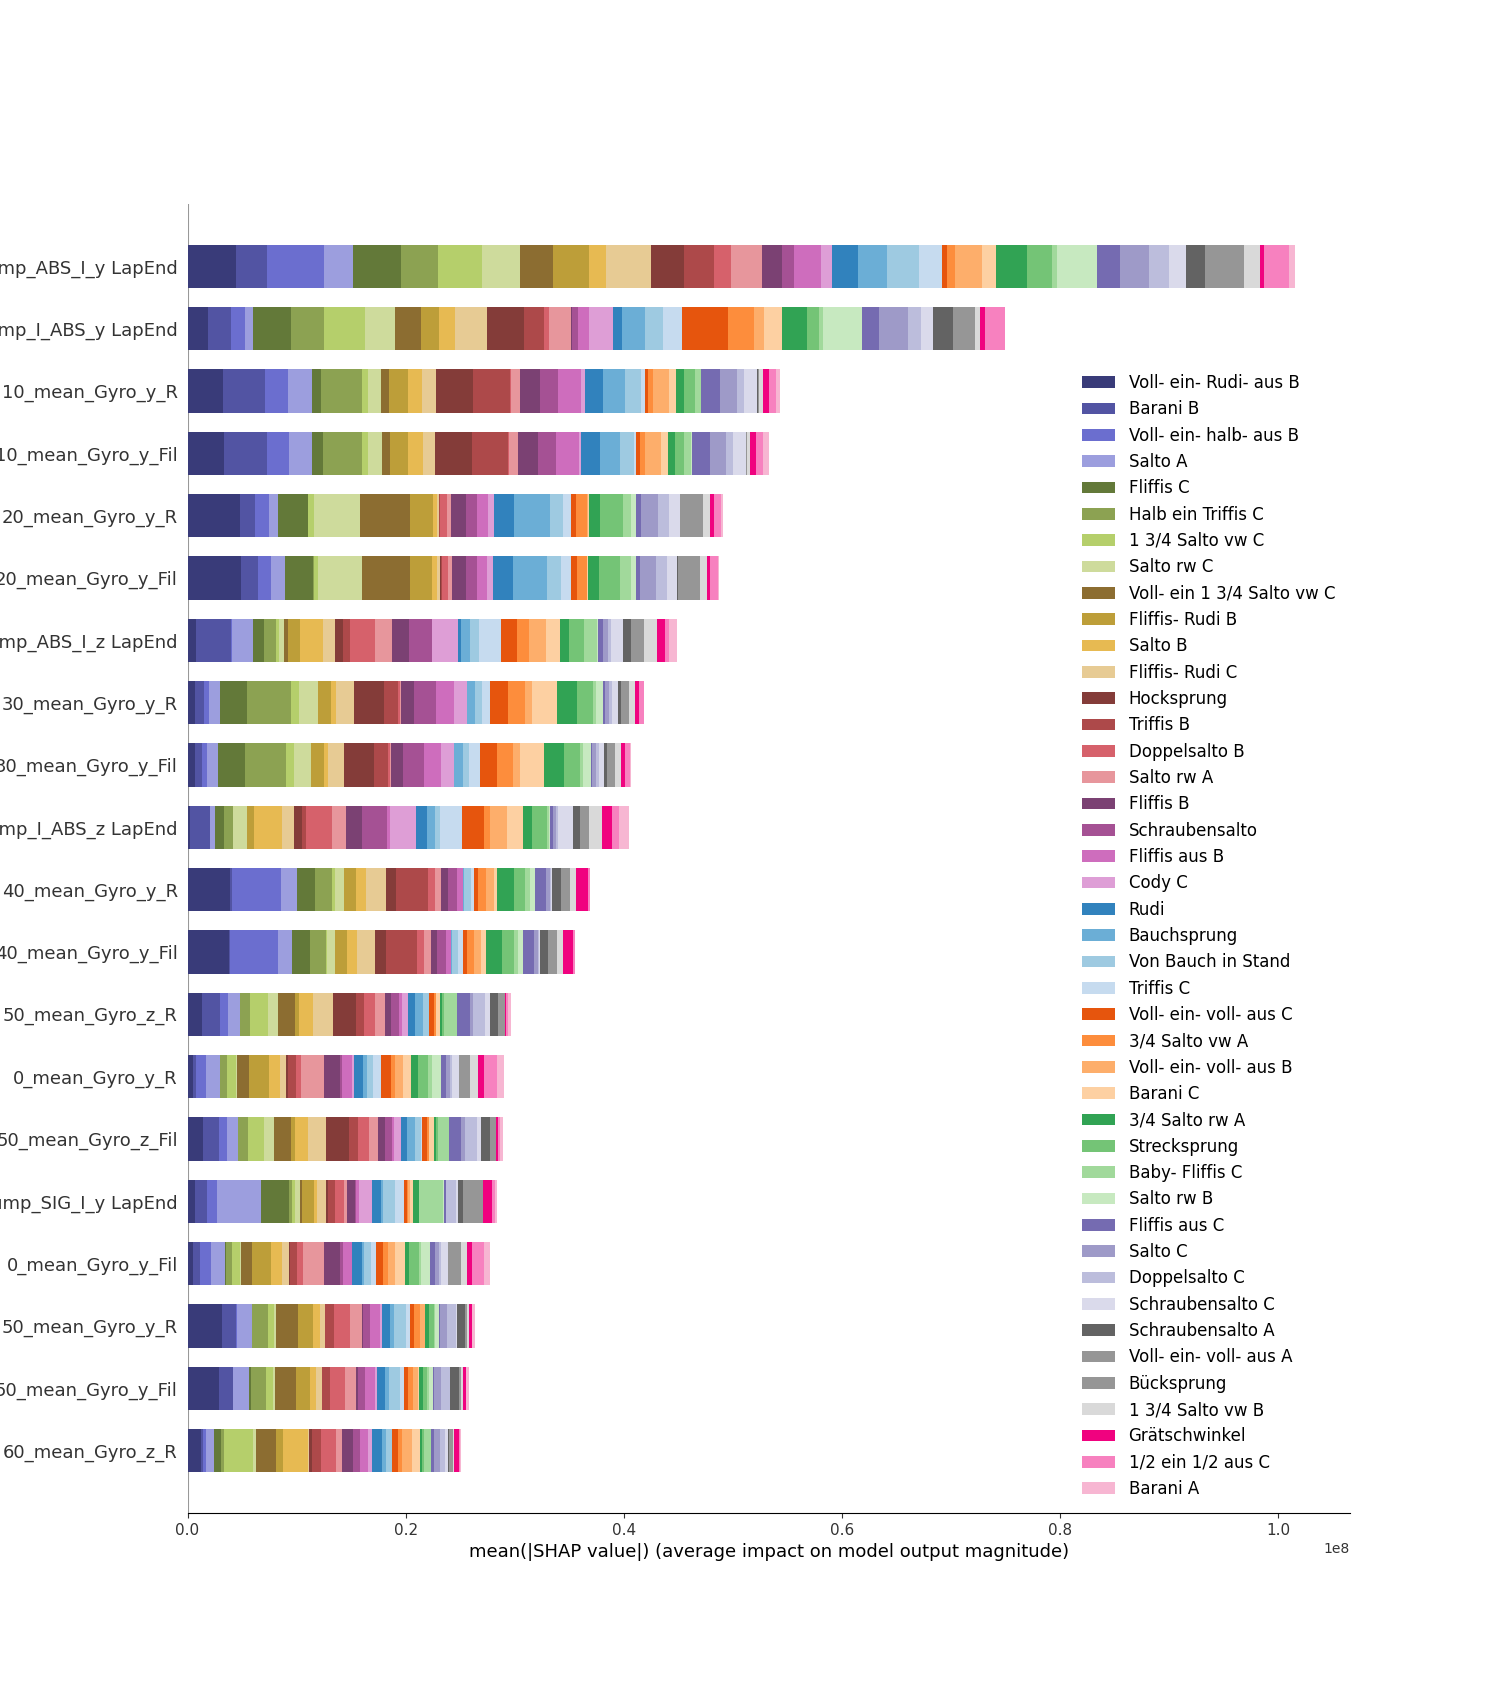 mp_ABS_I_y LapEnd
mp_I_ABS_y LapEnd
10_mean_Gyro_y_R
10_mean_Gyro_y_Fil
20_mean_Gyro_y_R
20_mean_Gyro_y_Fil
mp_ABS_I_z LapEnd
30_mean_Gyro_y_R
30_mean_Gyro_y_Fil
mp_I_ABS_z LapEnd
40_mean_Gyro_y_R
40_mean_Gyro_y_Fil
50_mean_Gyro_z_R
0_mean_Gyro_y_R
50_mean_Gyro_z_Fil
ump_SIG_I_y LapEnd
0_mean_Gyro_y_Fil
50_mean_Gyro_y_R
50_mean_Gyro_y_Fil
60_mean_Gyro_z_R
Voll- ein- Rudi- aus B
Barani B
Voll- ein- halb- aus B
Salto A
Fliffis C
Halb ein Triffis C
1 3/4 Salto vw C
Salto rw C
Voll- ein 1 3/4 Salto vw C
Fliffis- Rudi B
Salto B
Fliffis- Rudi C
Hocksprung
Triffis B
Doppelsalto B
Salto rw A
Fliffis B
Schraubensalto
Fliffis aus B
Cody C
Rudi
Bauchsprung
Von Bauch in Stand
Triffis C
Voll- ein- voll- aus C
3/4 Salto vw A
Voll- ein- voll- aus B
Barani C
3/4 Salto rw A
Strecksprung
Baby- Fliffis C
Salto rw B
Fliffis aus C
Salto C
Doppelsalto C
Schraubensalto C
Schraubensalto A
Voll- ein- voll- aus A
Bücksprung
1 3/4 Salto vw B
Grätschwinkel
1/2 ein 1/2 aus C
Barani A
0.0 0.2 0.4 0.6 0.8 1.0
1e8
mean(|SHAP value|) (average impact on model output magnitude)